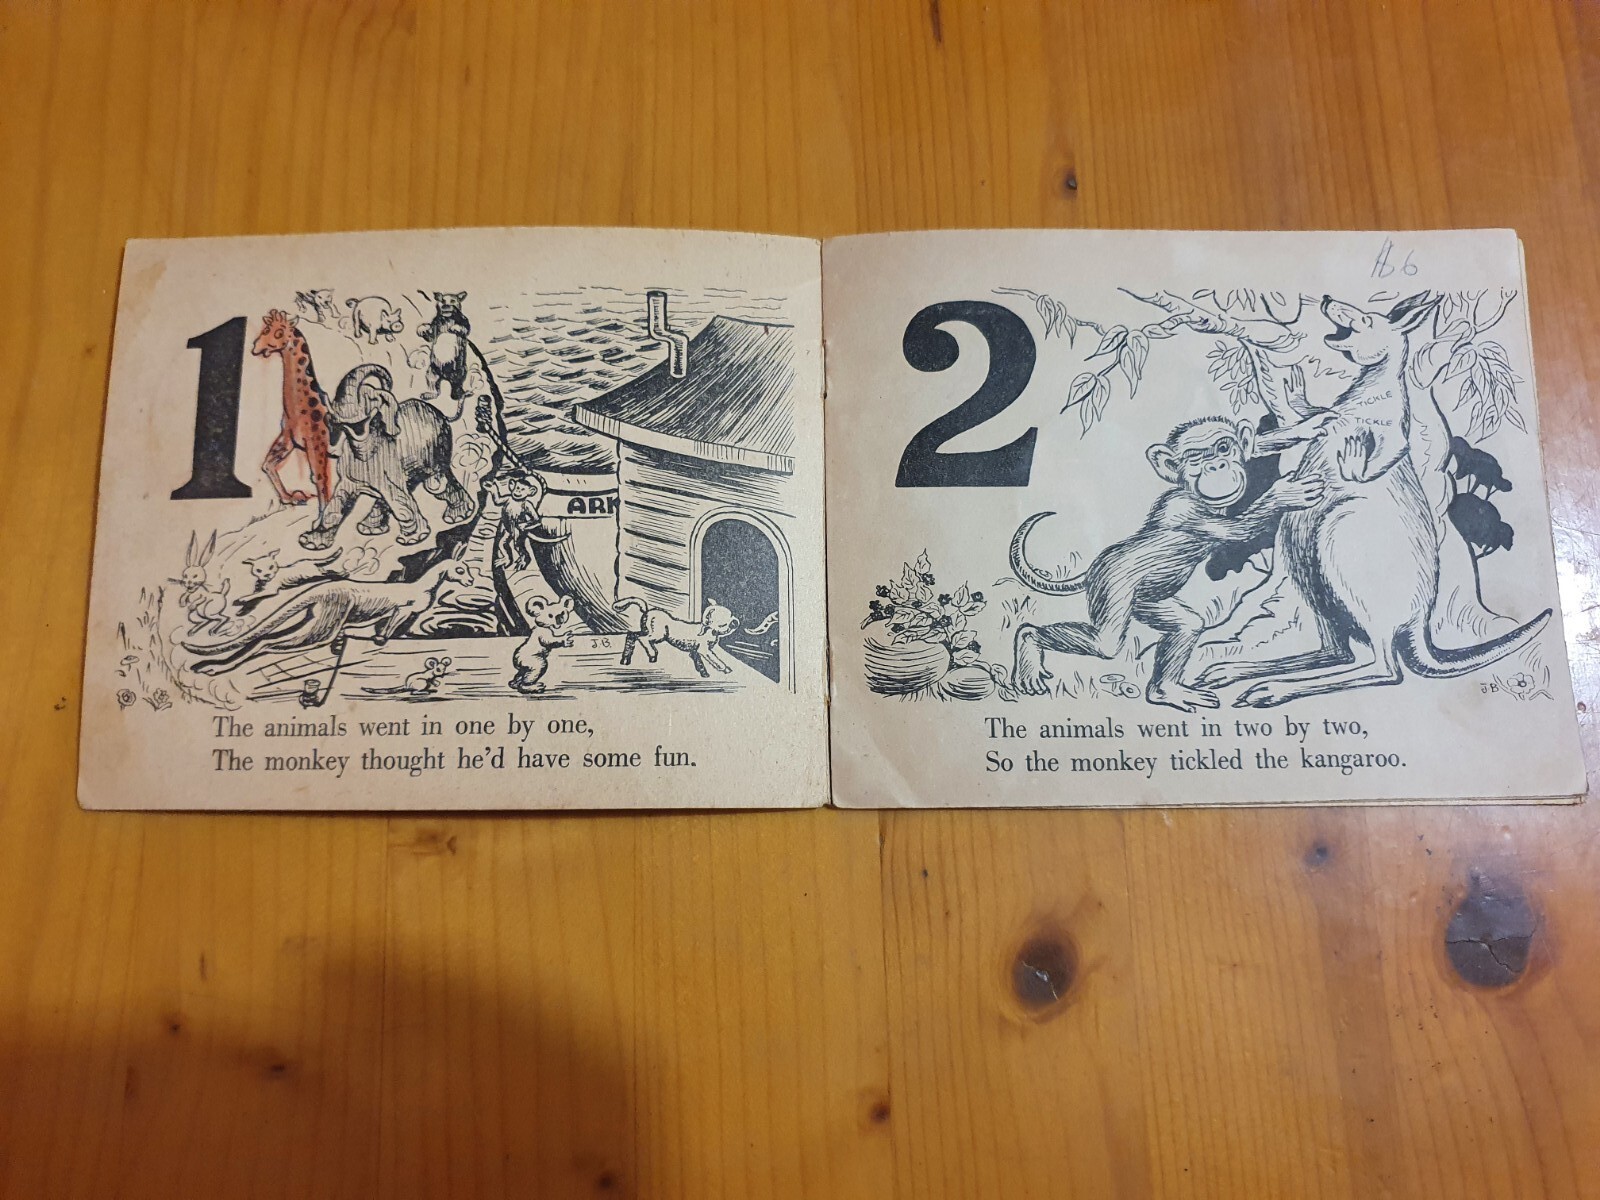 1
ARK
J.B
The animals went in one by one,
The monkey thought he'd have some fun.
2
TICKLE
TICKLE
J.B
The animals went in two by two,
So the monkey tickled the kangaroo.